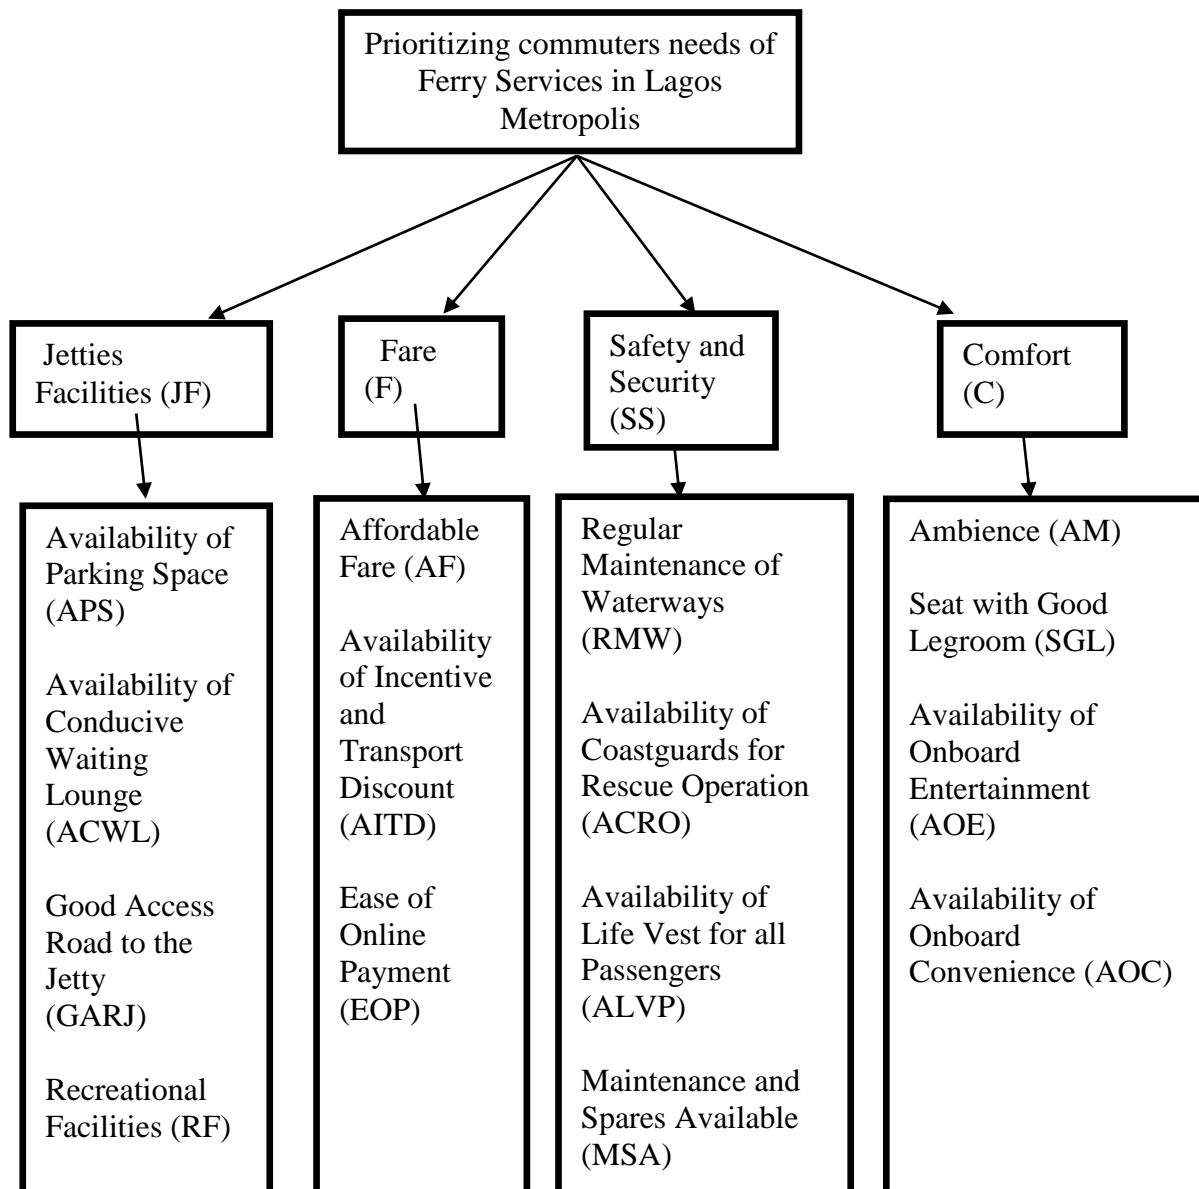 Prioritizing commuters needs of
Ferry Services in Lagos
Metropolis
Jetties
Facilities (JF)
Fare
(F)
Safety and
Security
(SS)
Comfort
(C)
Availability of
Parking Space
(APS)
Availability of
Conducive
Waiting
Lounge
(ACWL)
Good Access
Road to the
Jetty
(GARJ)
Recreational
Facilities (RF)
Affordable
Fare (AF)
Availability
of Incentive
and
Transport
Discount
(AITD)
Ease of
Online
Payment
(EOP)
Regular
Maintenance of
Waterways
(RMW)
Availability of
Coastguards for
Rescue Operation
(ACRO)
Availability of
Life Vest for all
Passengers
(ALVP)
Maintenance and
Spares Available
(MSA)
Ambience (AM)
Seat with Good
Legroom (SGL)
Availability of
Onboard
Entertainment
(AOE)
Availability of
Onboard
Convenience (AOC)